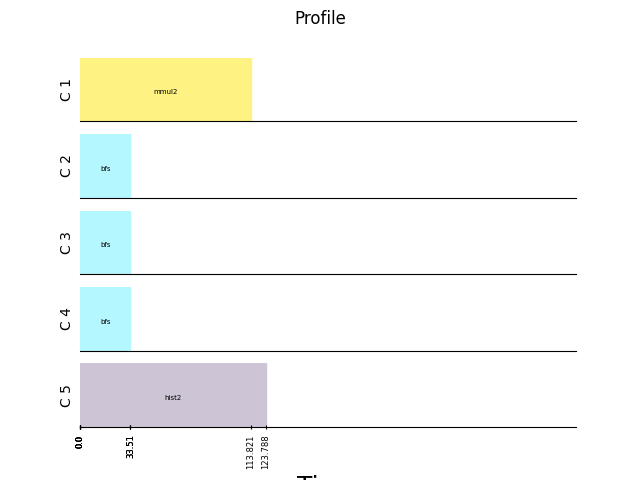 Profile
C 1
mmul2
C 2
bfs
C 3
bfs
C 4
bfs
C 5
hist2
0.0
33.51
113.821
123.788